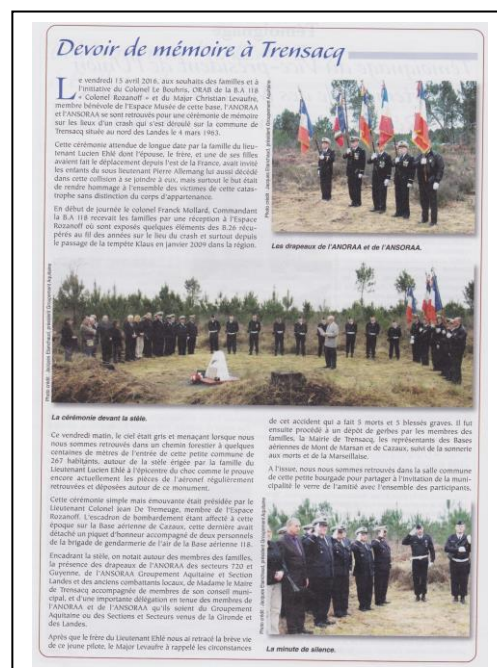 Devoir de mémoire à Trensacq
Le vendredi 15 avril 2016, aux souhaits des familles et à
l'initiative du Colonel Le Bouhris, ORAB de la B.A 118
« Colonel Rozanoff » et du Major Christian Levaufre,
membre bénévole de l'Espace Musée de cette base, l'ANORAA
et l'ANSORAA se sont retrouvés pour une cérémonie de mémoire
sur les lieux d'un crash qui s'est déroulé sur la commune de
Trensacq située au nord des Landes le 4 mars 1983.
Cette cérémonie attendue de longue date par la famille du lieu-
tenant Lucien Ehlé dont l'épouse, le frère, et une de ses filles
avaient fait le déplacement depuis l'est de la France, avait invité
les enfants du sous lieutenant Pierre Allemang lui aussi décédé
dans cette collision à se joindre à eux, mais surtout le but était
de rendre hommage à l'ensemble des victimes de cette catas-
trophe sans distinction du corps d'appartenance.
En début de journée le colonel Franck Mollard, Commandant
la B.A 118 recevait les familles par une réception à l'Espace
Rozanoff où sont exposés quelques éléments des B.26 récu-
pérés au fil des années sur le lieu du crash et surtout depuis
le passage de la tempête Klaus en janvier 2009 dans la région.
Les drapeaux de l'ANORAA et de l'ANSORAA.
La cérémonie devant la stèle.
Ce vendredi matin, le ciel était gris et menaçant lorsque nous
nous sommes retrouvés dans un chemin forestier à quelques
centaines de mètres de l'entrée de cette petite commune de
267 habitants, autour de la stèle érigée par la famille du
Lieutenant Lucien Ehlé à l'épicentre du choc comme le prouve
encore actuellement les pièces de l'aéronef régulièrement
retrouvées et déposées autour de ce monument.
Cette cérémonie simple mais émouvante était présidée par le
Lieutenant Colonel Jean De Tremeuge, membre de l'Espace
Rozanoff. L'escadron de bombardement étant affecté à cette
époque sur la Base aérienne de Cazaux, cette dernière avait
détaché un piquet d'honneur accompagné de deux personnels
de la brigade de gendarmerie de l'air de la Base aérienne 118.
Encadrant la stèle, on notait autour des membres des familles,
la présence des drapeaux de l'ANORAA des secteurs 720 et
Guyenne, de l'ANSORAA Groupement Aquitaine et Section
Landes et des anciens combattants locaux, de Madame le Maire
de Trensacq accompagnée de membres de son conseil muni-
cipal, et d'une importante délégation en tenue des membres de
l'ANORAA et de l'ANSORAA qu'ils soient du Groupement
Aquitaine ou des Sections et Secteurs venus de la Gironde et
des Landes.
Après que le frère du Lieutenant Ehlé nous ai retracé la brève vie
de ce jeune pilote, le Major Levaufre à rappelé les circonstances
de cet accident qui a fait 5 morts et 5 blessés graves. Il fut
ensuite procédé à un dépôt de gerbes par les membres des
familles, la Mairie de Trensacq, les représentants des Bases
aériennes de Mont de Marsan et de Cazaux, suivi de la sonnerie
aux morts et de la Marseillaise.
A l'issue, nous nous sommes retrouvés dans la salle commune
de cette petite bourgade pour partager à l'invitation de la muni-
cipalité le verre de l'amitié avec l'ensemble des participants.
La minute de silence.